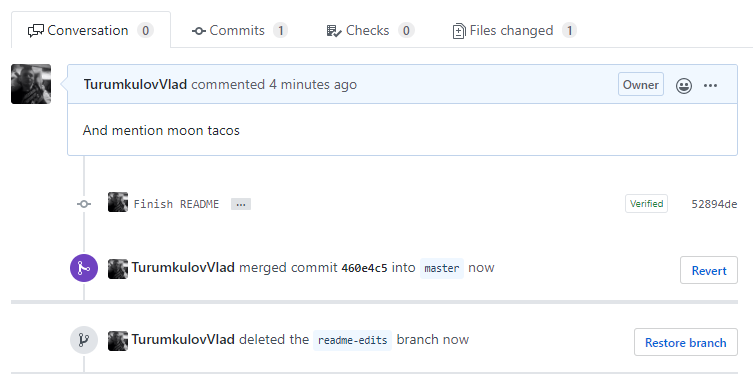 Conversation 0 Commits 1 Checks 0 Files changed 1
TurumkulovVlad commented 4 minutes ago Owner ...
And mention moon tacos
Finish README ... Verified 52894de
TurumkulovVlad merged commit 460e4c5 into master now Revert
TurumkulovVlad deleted the readme-edits branch now Restore branch